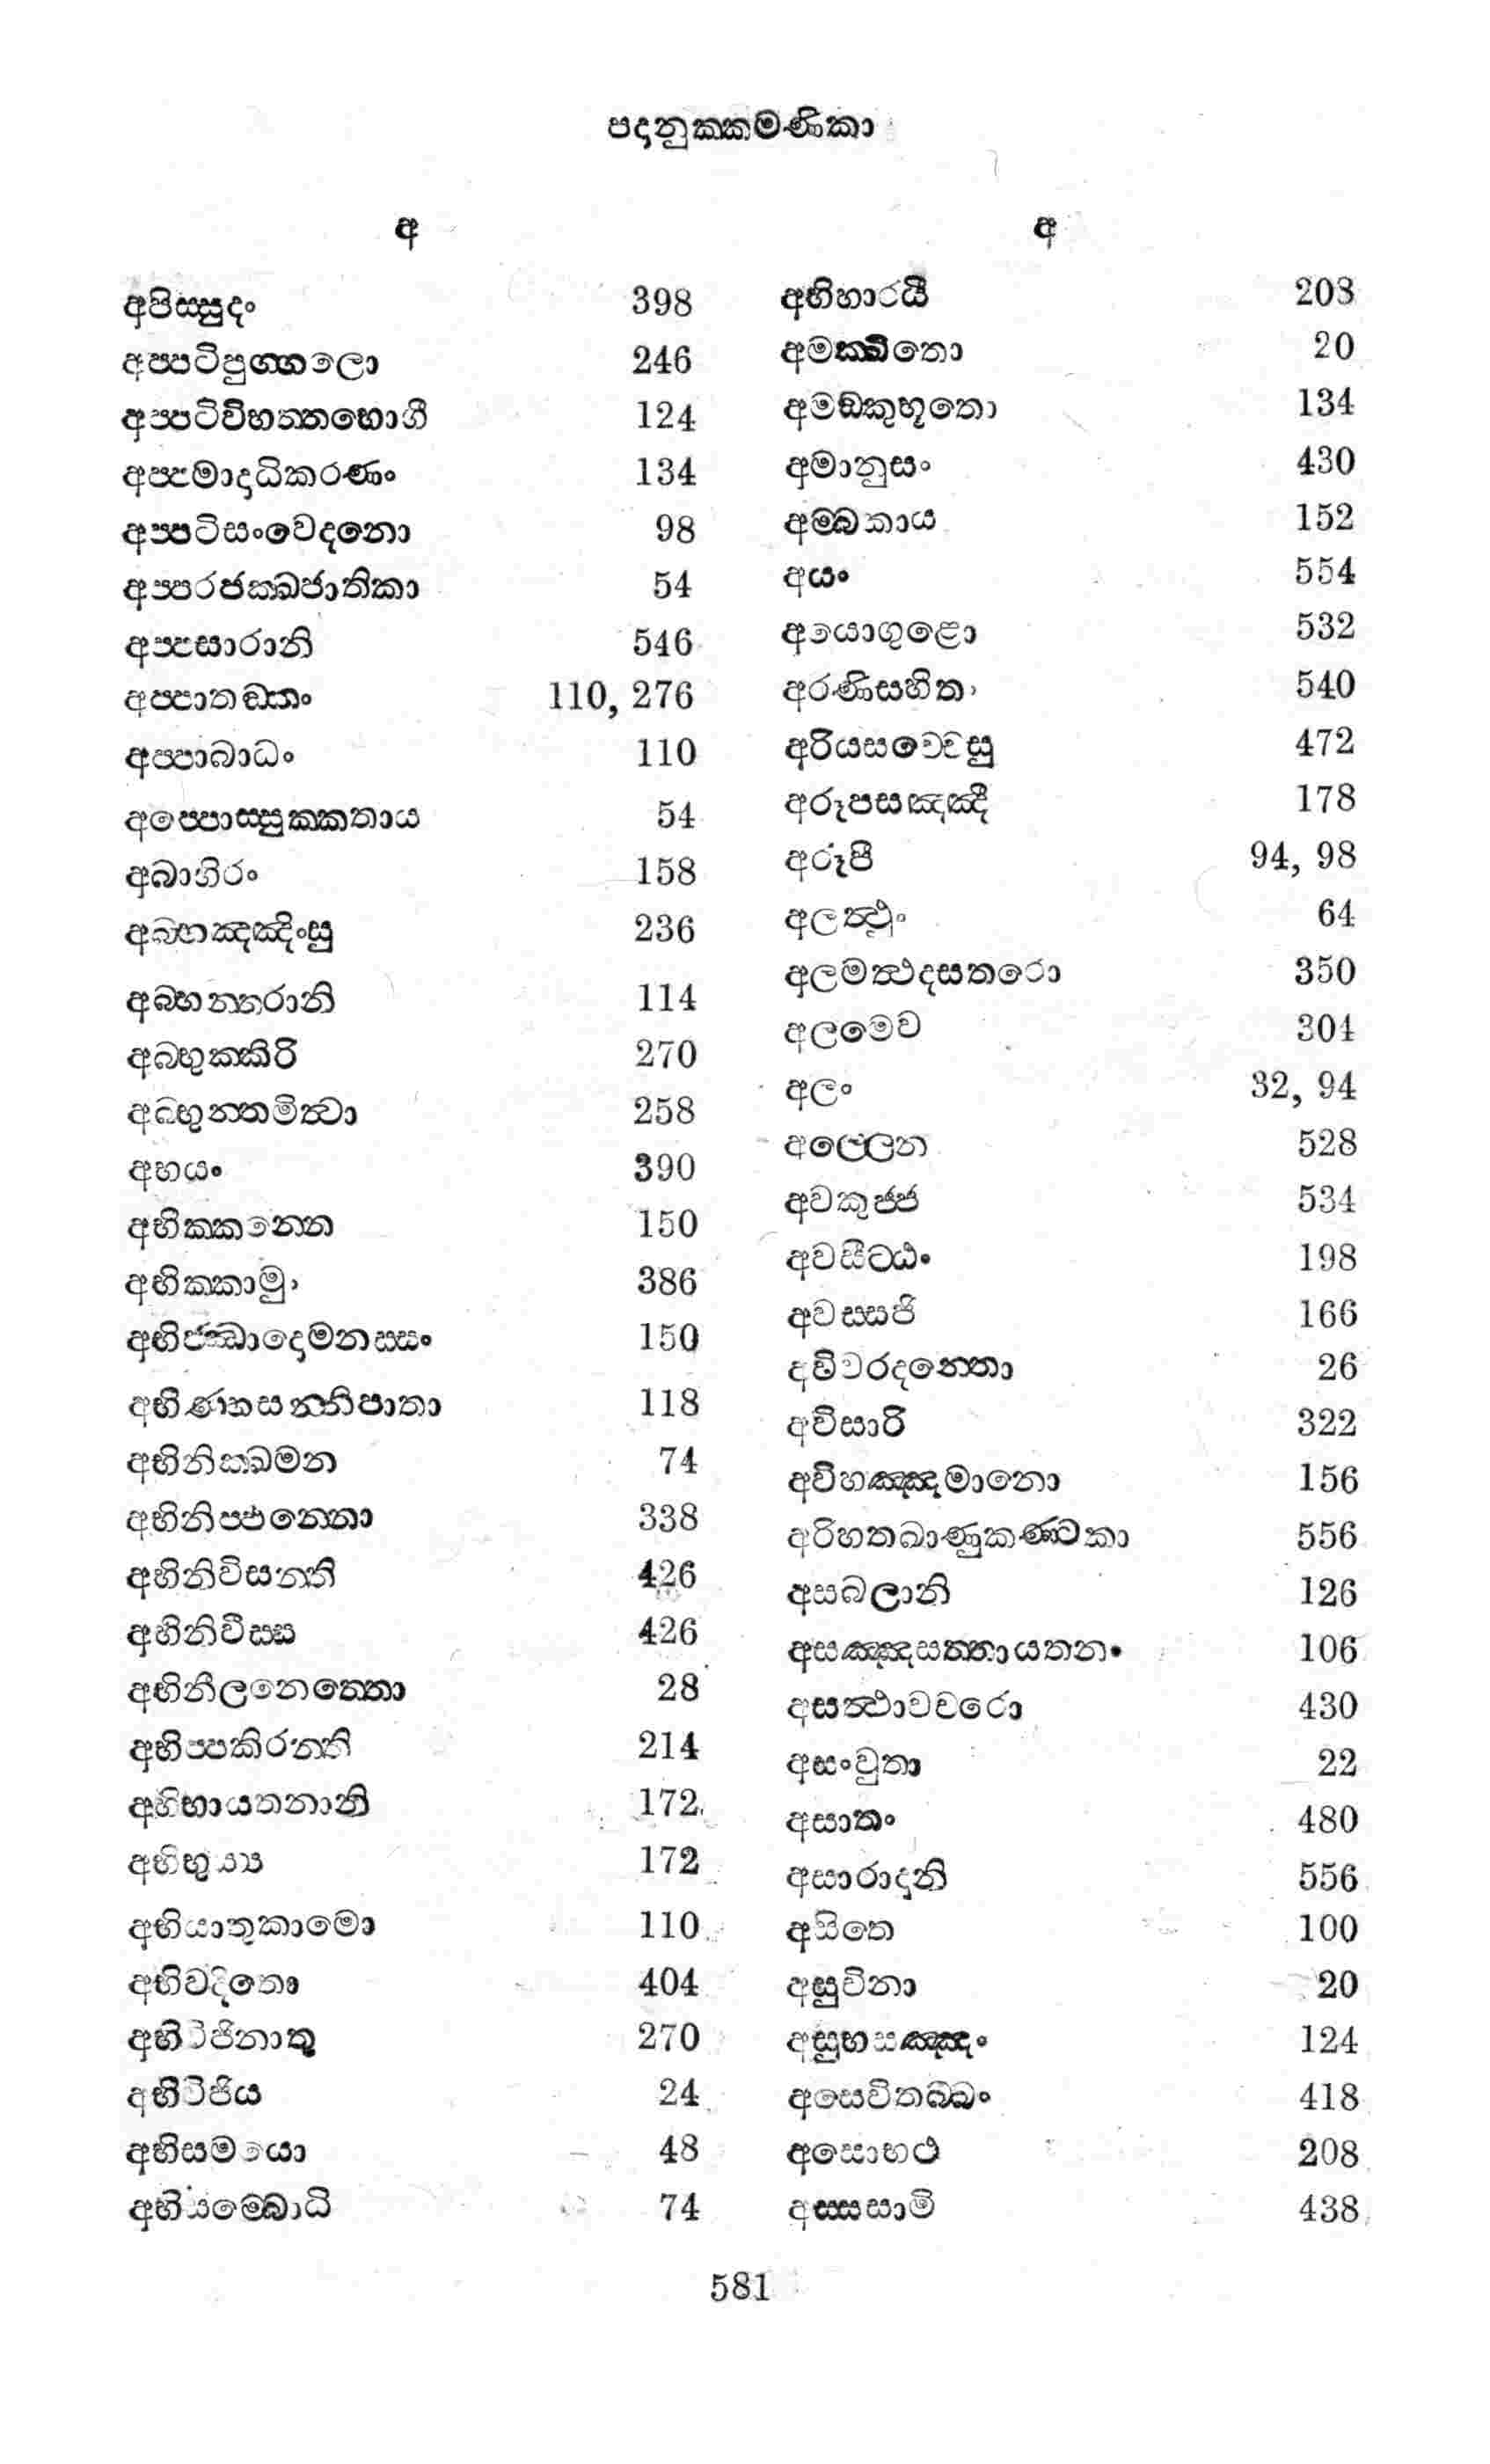 පදානුක්කමණිකා
අ
අපිස්සුදං 398
අප්පටිපුග්ගලො 246
අප්පටිවිභත්තභොගී 124
අප්පමාදාධිකරණං 134
අප්පටිසංවෙදනො 98
අප්පරජක්ඛජාතිකා 54
අප්පසාරානි 546
අප්පාතඞ්කං 110, 276
අප්පාබාධං 110
අප්පොස්සුක්කතාය 54
අබාගිරං 158
අබ්භඤ්ඤිංසු 236
අබ්භන්තරානි 114
අබ්භුක්කිරි 270
අබ්භුන්නමිත්වා 258
අභයං 390
අභික්කන්තෙ 150
අභික්කාමුං 386
අභිජ්ඣාදොමනස්සං 150
අභිණ්හසන්නිපාතා 118
අභිනික්ඛමන 74
අභිනිප්ඵන්නො 338
අභිනිවිසන්ති 426
අභිනිවිස්ස 426
අභිනීලනෙත්තො 28
අභිප්පකිරන්ති 214
අභිභායතනානි 172
අභිභුය්‍ය 172
අභියාතුකාමො 110
අභිවදිතො 404
අභිවිජිනාතු 270
අභිවිජිය 24
අභිසමයො 48
අභිසම්බොධි 74
අ
අභිහාරයී 208
අමක්ඛිතො 20
අමඞ්කුභූතො 134
අමානුසං 430
අම්බකාය 152
අයං 554
අයොගුළො 532
අරණිසහිතං 540
අරියසච්චෙසු 472
අරූපසඤ්ඤී 178
අරූපී 94, 98
අලත්ථුං 64
අලමත්ථදසතරො 350
අලමෙව 304
අලං 32, 94
අල්ලෙන 528
අවකුජ්ජ 534
අවසිට්ඨං 198
අවස්සජි 166
අවිවරදන්තො 26
අවිසාරි 322
අවිහඤ්ඤමානො 156
අරිහතඛාණුකණ්ටකා 556
අසබලානි 126
අසඤ්ඤසත්තායතනං 106
අසත්ථාවචරො 430
අසංවුතා 22
අසාතං 480
අසාරාදානි 556
අසිතෙ 100
අසුචිනා 20
අසුභසඤ්ඤං 124
අසෙවිතබ්බං 418
අසොභථ 208
අස්සසාමි 438
581